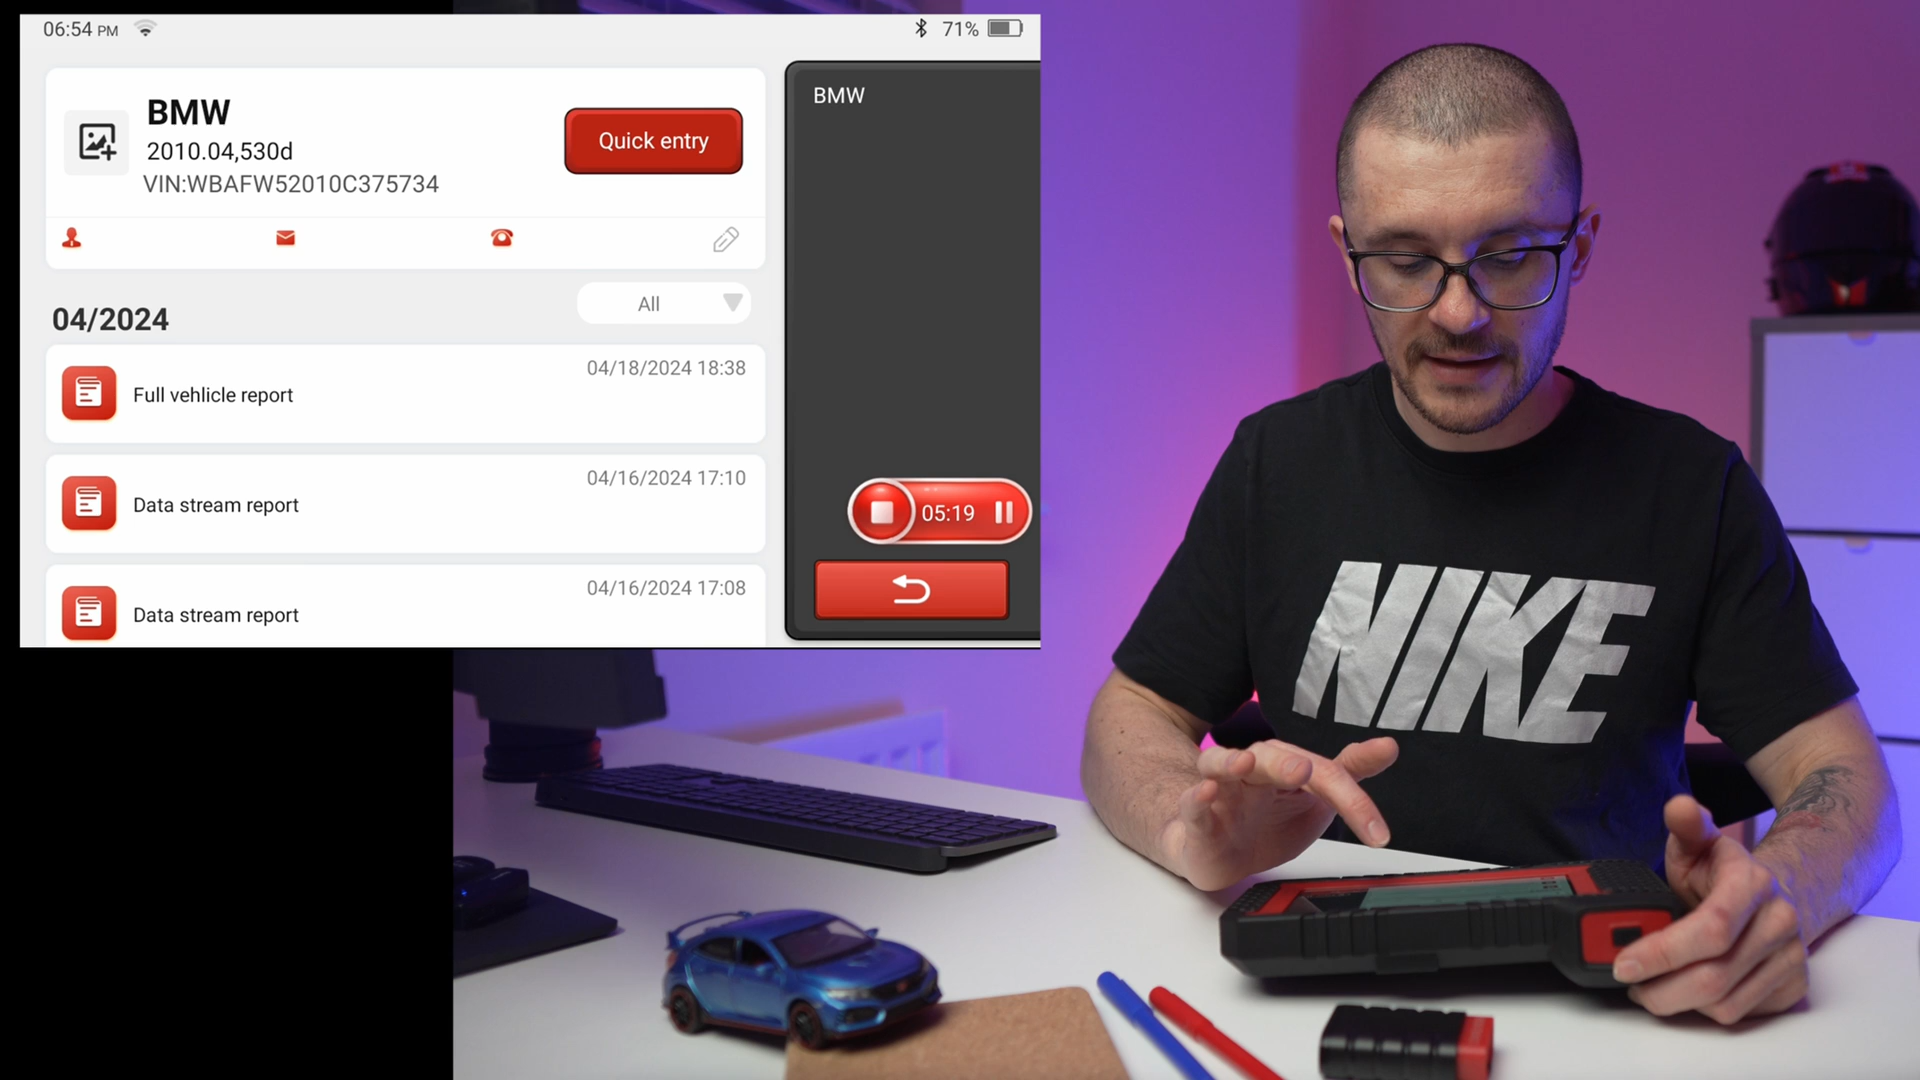 06:54 PM
71%
BMW
2010.04,530d
VIN:WBAFW52010C375734
Quick entry
BMW
04/2024
All
04/18/2024 18:38
Full vehlicle report
04/16/2024 17:10
Data stream report
04/16/2024 17:08
Data stream report
05:19
NIKE